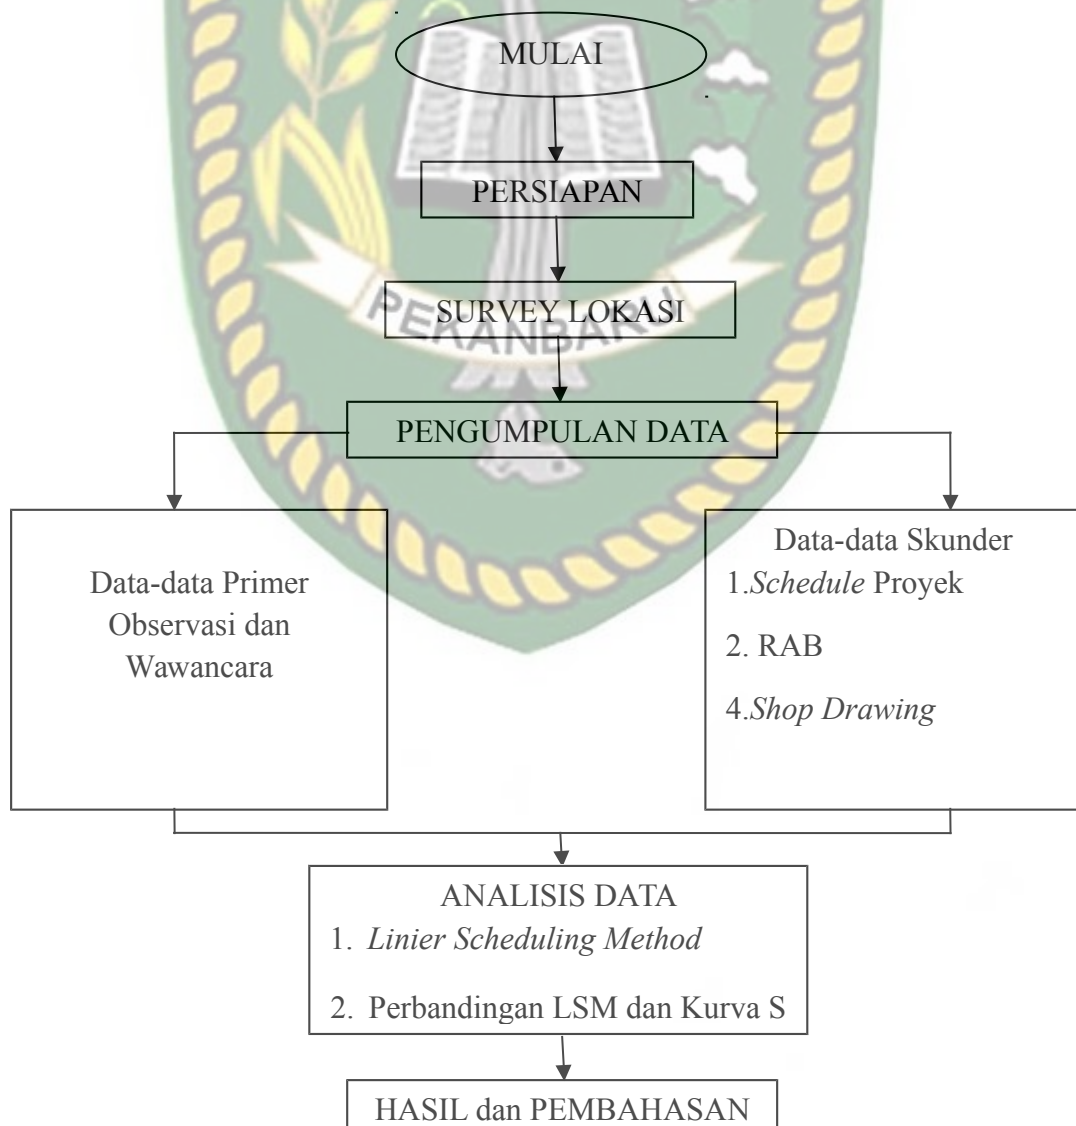 MULAI
PERSIAPAN
PEKANBARU
SURVEY LOKASI
PENGUMPULAN DATA
Data-data Primer
Observasi dan
Wawancara
Data-data Skunder
1.Schedule Proyek
2. RAB
4.Shop Drawing
ANALISIS DATA
1. Linier Scheduling Method
2. Perbandingan LSM dan Kurva S
HASIL dan PEMBAHASAN